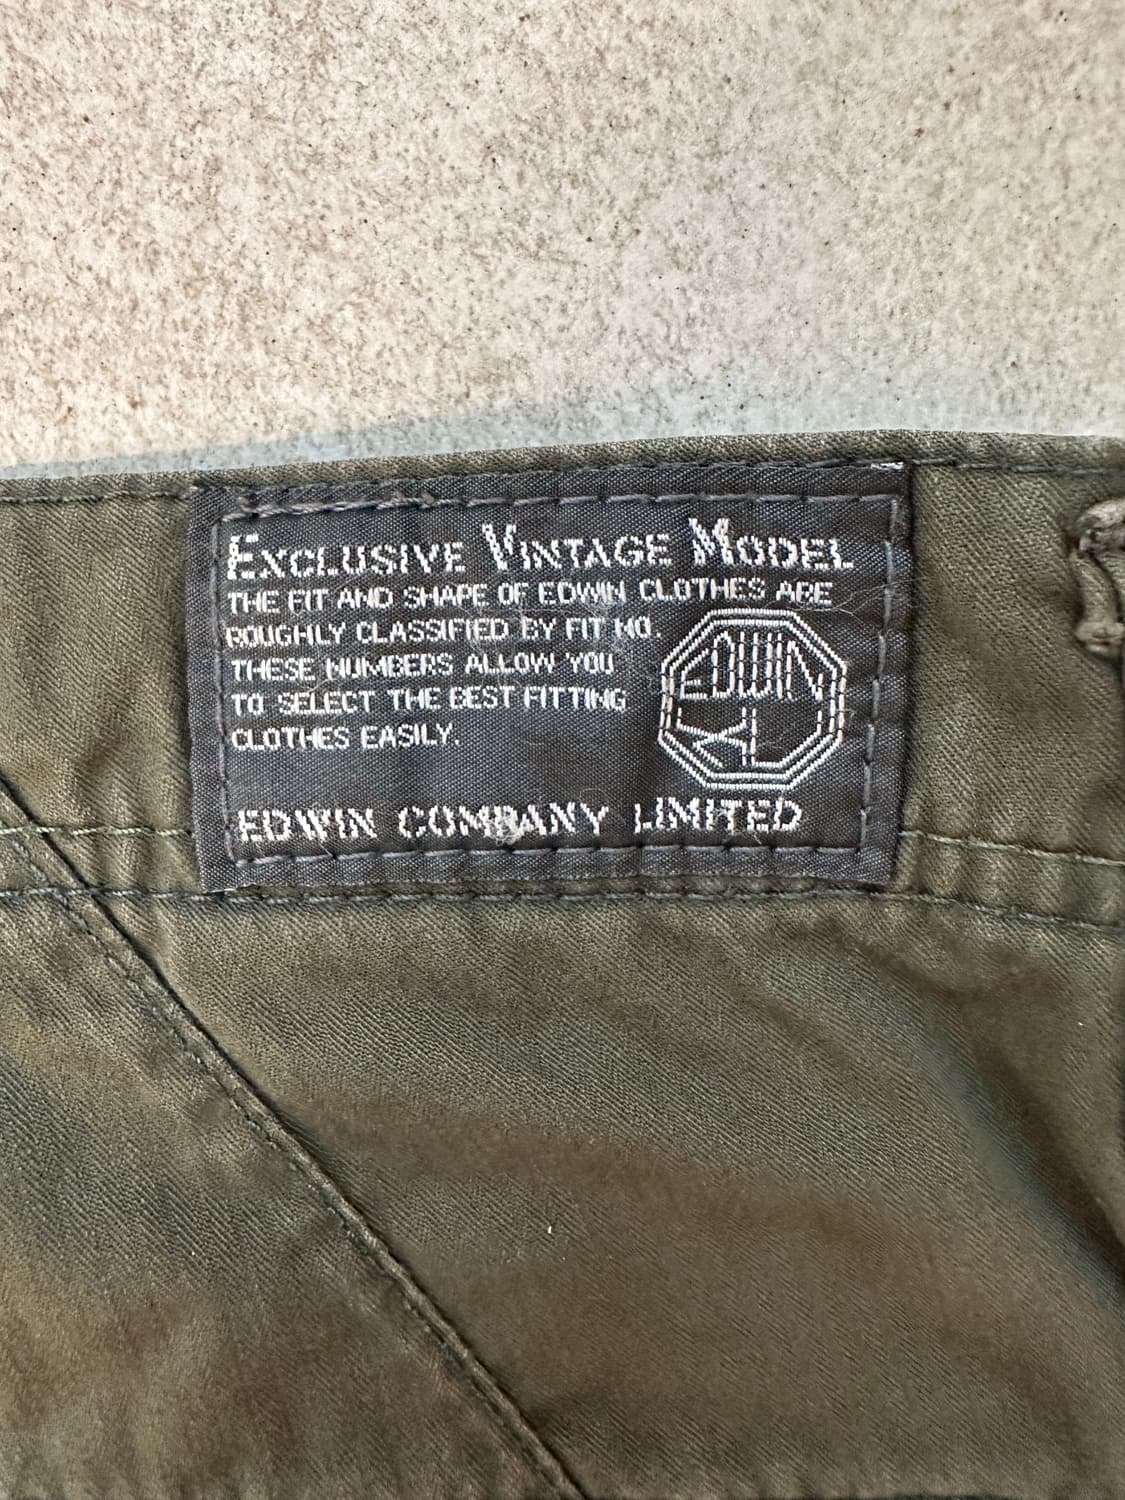 EXCLUSIVE VINTAGE MODEL
THE FIT AND SHAPE OF EDWIN CLOTHES ARE
ROUGHLY CLASSIFIED BY FIT NO.
THESE NUMBERS ALLOW YOU
TO SELECT THE BEST FITTING
CLOTHES EASILY.
EDWIN
EDWIN COMPANY LIMITED